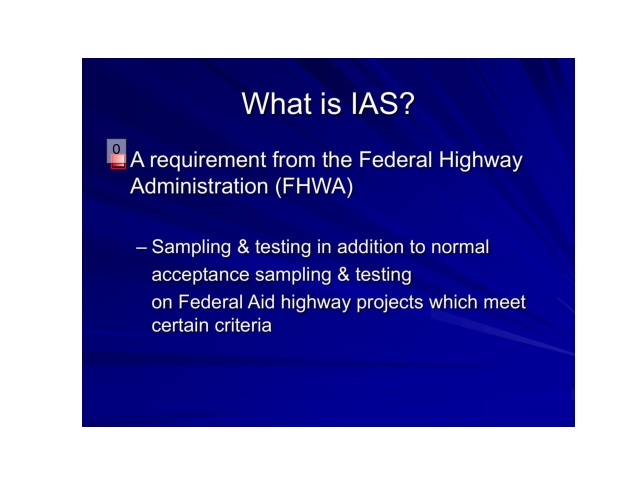 What is IAS?
0
A requirement from the Federal Highway
Administration (FHWA)
– Sampling & testing in addition to normal
acceptance sampling & testing
on Federal Aid highway projects which meet
certain criteria